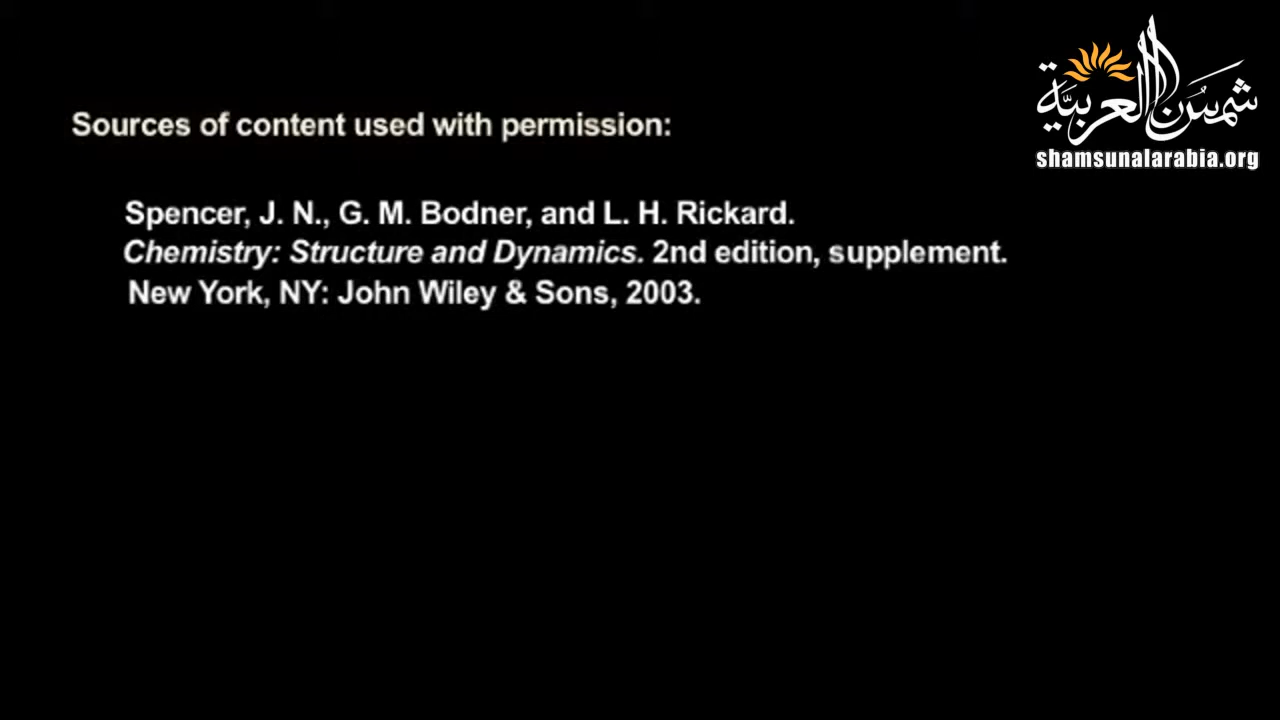 شمسُ العربيّة
shamsunalarabia.org
Sources of content used with permission:
Spencer, J. N., G. M. Bodner, and L. H. Rickard.
Chemistry: Structure and Dynamics. 2nd edition, supplement.
New York, NY: John Wiley & Sons, 2003.